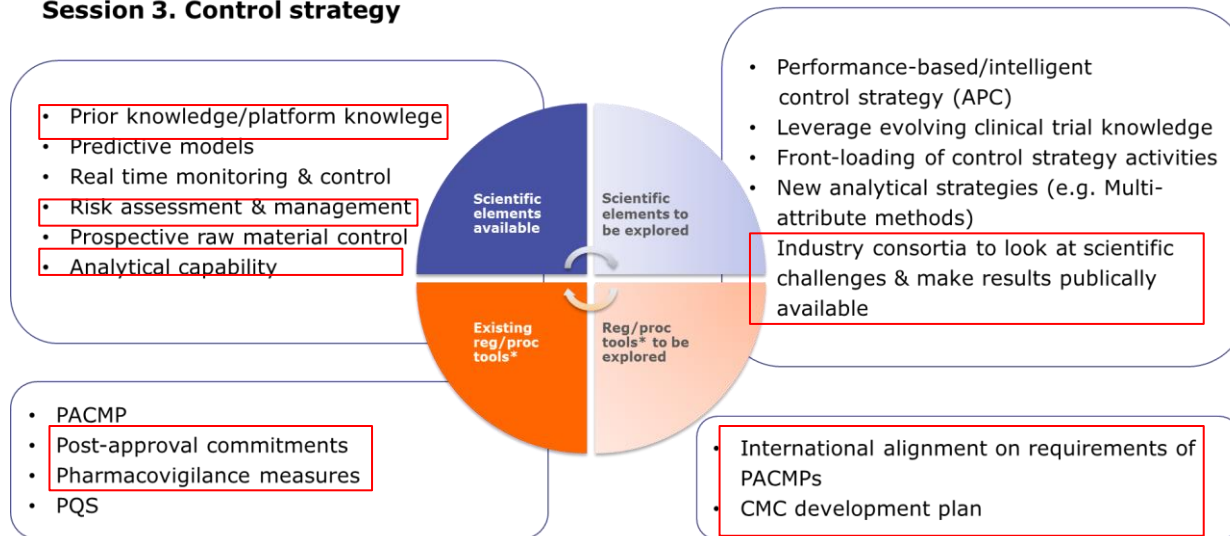 Session 3. Control strategy
• Prior knowledge/platform knowlege
• Predictive models
• Real time monitoring & control
• Risk assessment & management
• Prospective raw material control
• Analytical capability
• Performance-based/intelligent
control strategy (APC)
• Leverage evolving clinical trial knowledge
• Front-loading of control strategy activities
• New analytical strategies (e.g. Multi-
attribute methods)
Industry consortia to look at scientific
challenges & make results publically
available
Scientific
elements
available
Scientific
elements to
be explored
Existing
reg/proc
tools*
Reg/proc
tools* to be
explored
• PACMP
• Post-approval commitments
• Pharmacovigilance measures
• PQS
• International alignment on requirements of
PACMPs
• CMC development plan